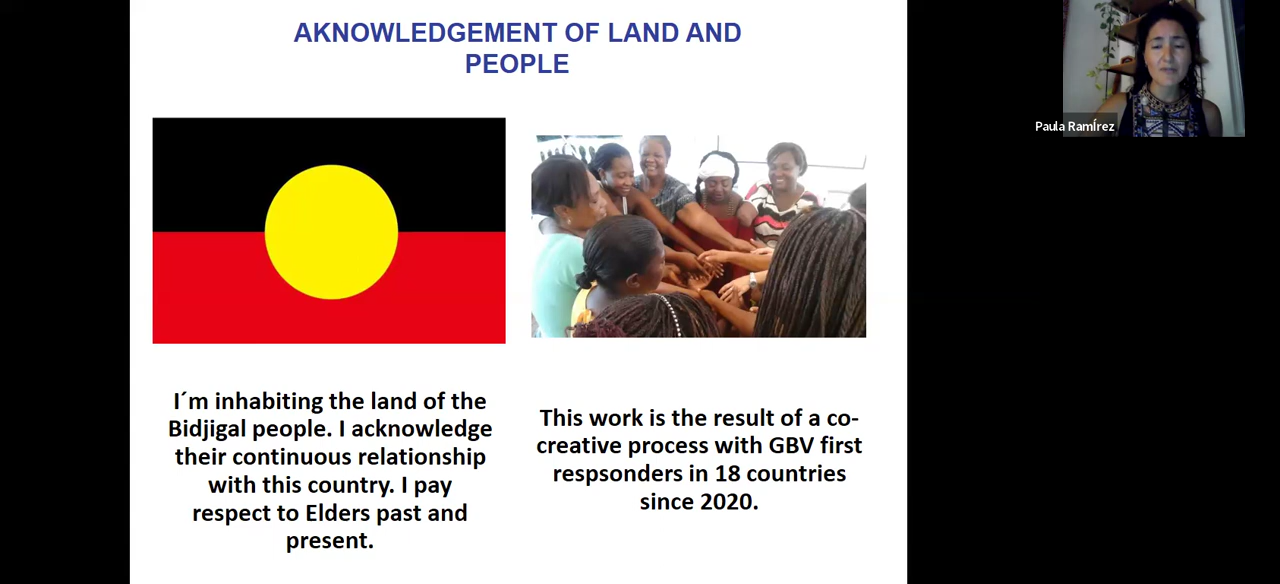 AKNOWLEDGEMENT OF LAND AND
PEOPLE
I´m inhabiting the land of the
Bidjigal people. I acknowledge
their continuous relationship
with this country. I pay
respect to Elders past and
present.
This work is the result of a co-
creative process with GBV first
respsonders in 18 countries
since 2020.
Paula RamÍrez